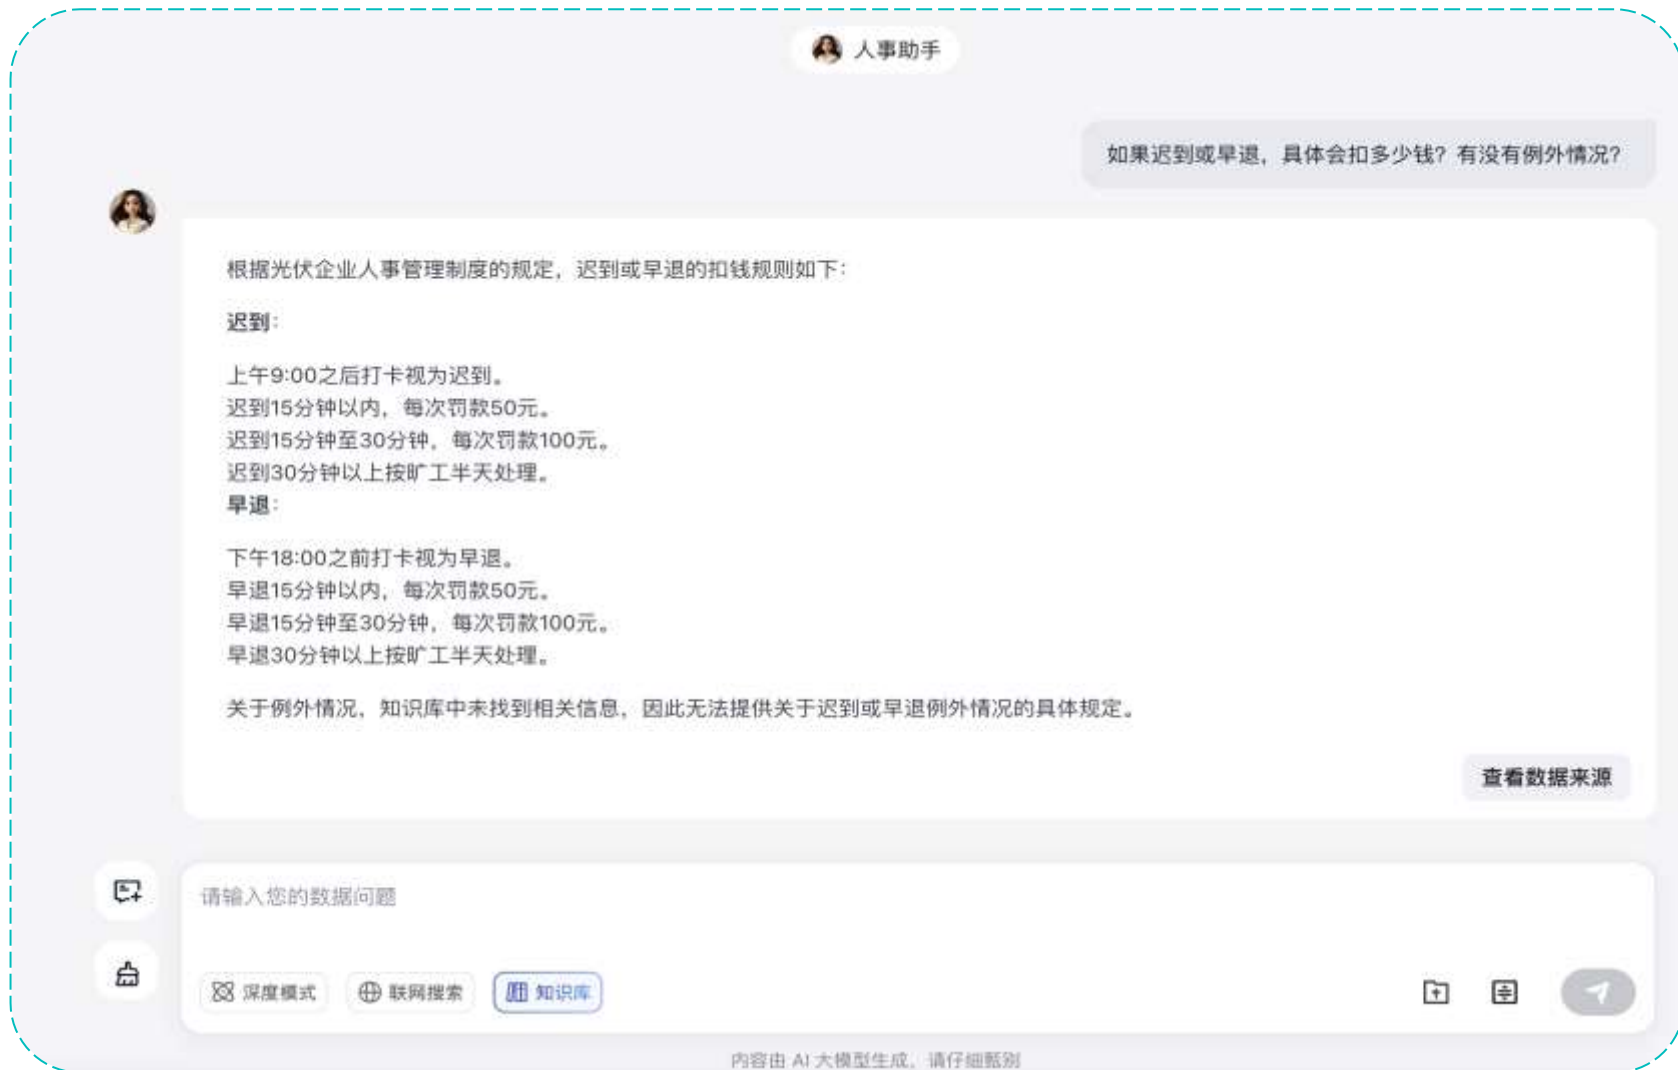 人事助手
如果迟到或早退，具体会扣多少钱？有没有例外情况？
根据光伏企业人事管理制度的规定，迟到或早退的扣钱规则如下：
迟到：
上午9:00之后打卡视为迟到。
迟到15分钟以内，每次罚款50元。
迟到15分钟至30分钟，每次罚款100元。
迟到30分钟以上按旷工半天处理。
早退：
下午18:00之前打卡视为早退。
早退15分钟以内，每次罚款50元。
早退15分钟至30分钟，每次罚款100元。
早退30分钟以上按旷工半天处理。
关于例外情况，知识库中未找到相关信息，因此无法提供关于迟到或早退例外情况的具体规定。
查看数据来源
请输入您的数据问题
深度模式 联网搜索 知识库
内容由 AI 大模型生成，请仔细甄别